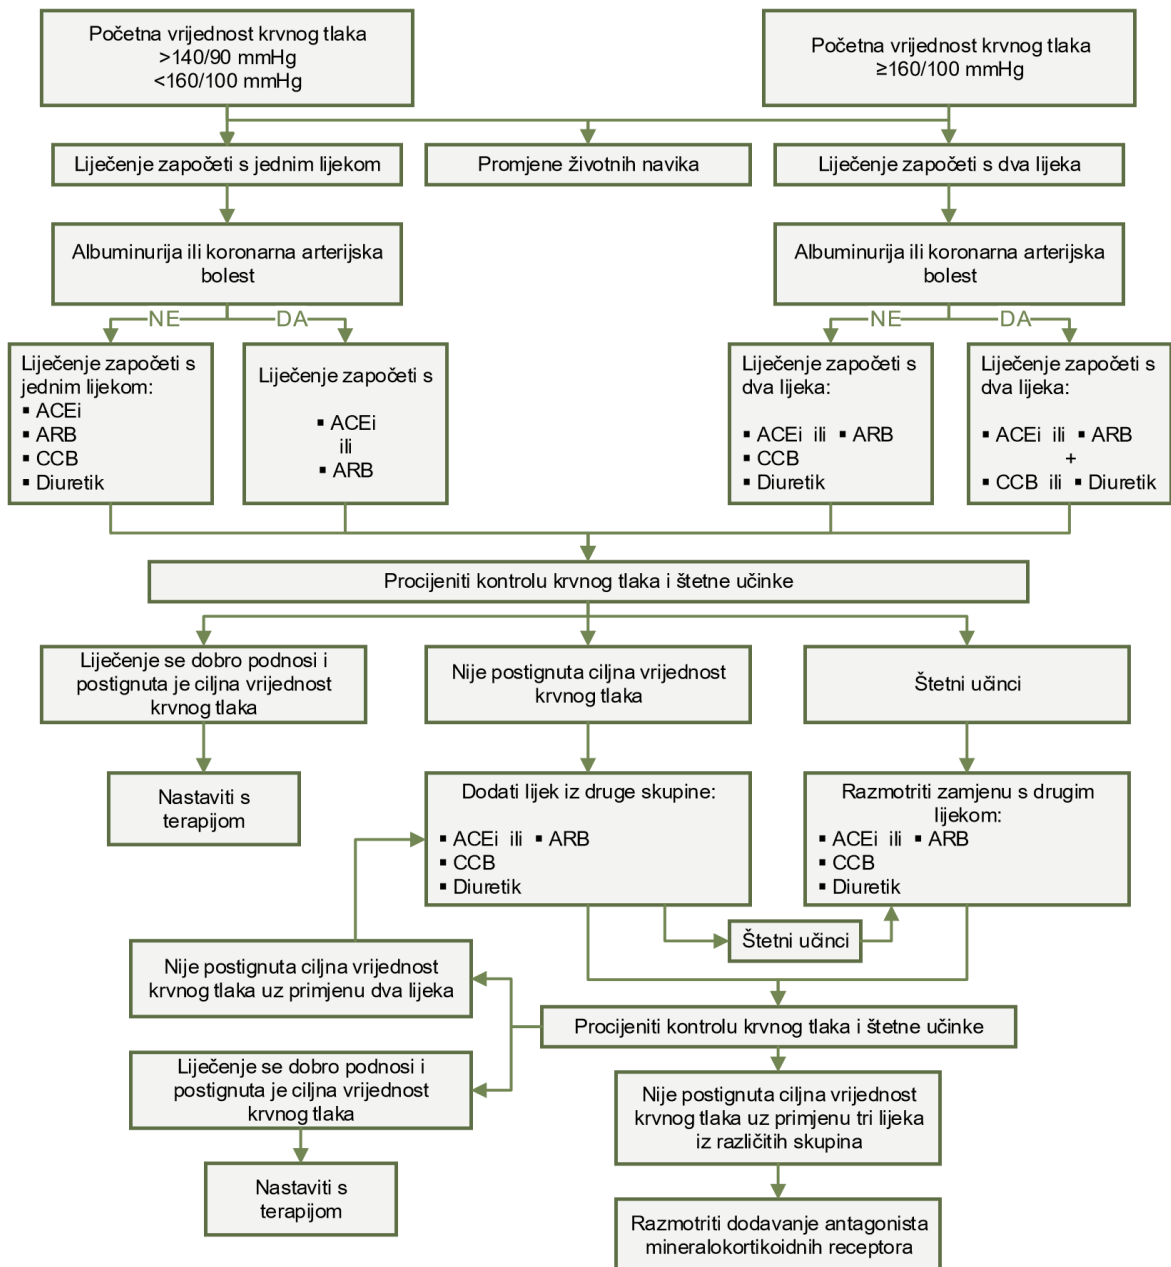 Početna vrijednost krvnog tlaka
>140/90 mmHg
<160/100 mmHg
Početna vrijednost krvnog tlaka
≥160/100 mmHg
Liječenje započeti s jednim lijekom
Promjene životnih navika
Liječenje započeti s dva lijeka
Albuminurija ili koronarna arterijska
bolest
Albuminurija ili koronarna arterijska
bolest
NE
DA
NE
DA
Liječenje započeti s
jednim lijekom:
▪ ACEi
▪ ARB
▪ CCB
▪ Diuretik
Liječenje započeti s
▪ ACEi
ili
▪ ARB
Liječenje započeti s
dva lijeka:
▪ ACEi ili ▪ ARB
▪ CCB
▪ Diuretik
Liječenje započeti s
dva lijeka:
▪ ACEi ili ▪ ARB
+
▪ CCB ili ▪ Diuretik
Procijeniti kontrolu krvnog tlaka i štetne učinke
Liječenje se dobro podnosi i
postignuta je ciljna vrijednost
krvnog tlaka
Nije postignuta ciljna vrijednost
krvnog tlaka
Štetni učinci
Nastaviti s
terapijom
Dodati lijek iz druge skupine:
▪ ACEi ili ▪ ARB
▪ CCB
▪ Diuretik
Razmotriti zamjenu s drugim
lijekom:
▪ ACEi ili ▪ ARB
▪ CCB
▪ Diuretik
Štetni učinci
Nije postignuta ciljna vrijednost
krvnog tlaka uz primjenu dva lijeka
Procijeniti kontrolu krvnog tlaka i štetne učinke
Liječenje se dobro podnosi i
postignuta je ciljna vrijednost
krvnog tlaka
Nije postignuta ciljna vrijednost
krvnog tlaka uz primjenu tri lijeka
iz različitih skupina
Nastaviti s
terapijom
Razmotriti dodavanje antagonista
mineralokortikoidnih receptora